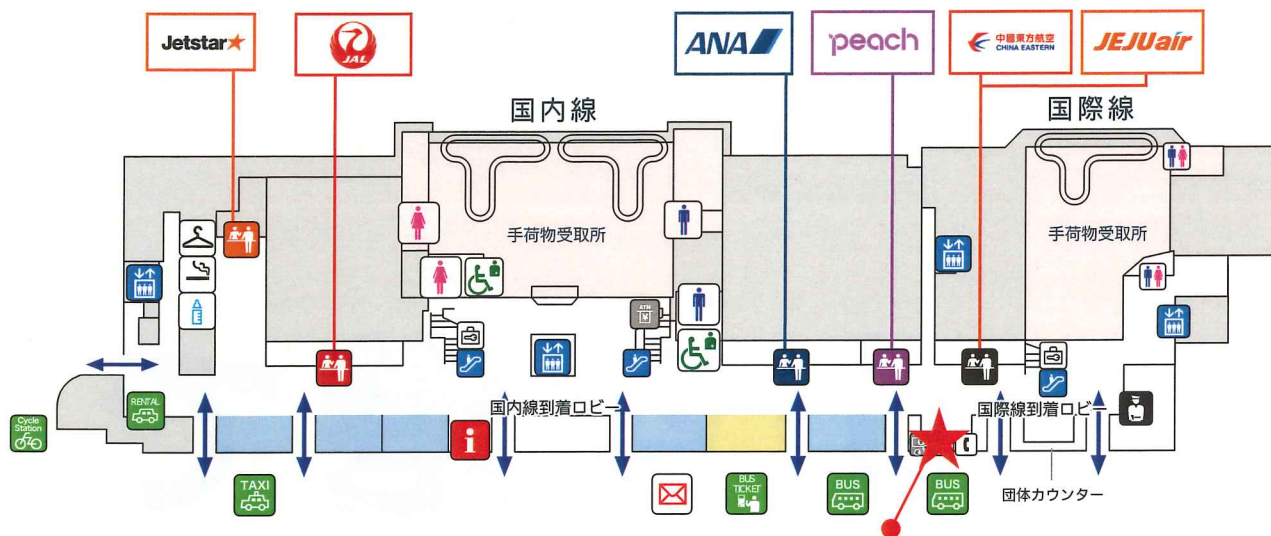 Jetstar
JAL
ANA
peach
中國東方航空
CHINA EASTERN
JEJUair
国内線
国際線
手荷物受取所
手荷物受取所
ATM
RENTAL
国内線到着ロビー
国際線到着ロビー
Cycle
Station
i
TAXI
BUS
TICKET
BUS
BUS
団体カウンター